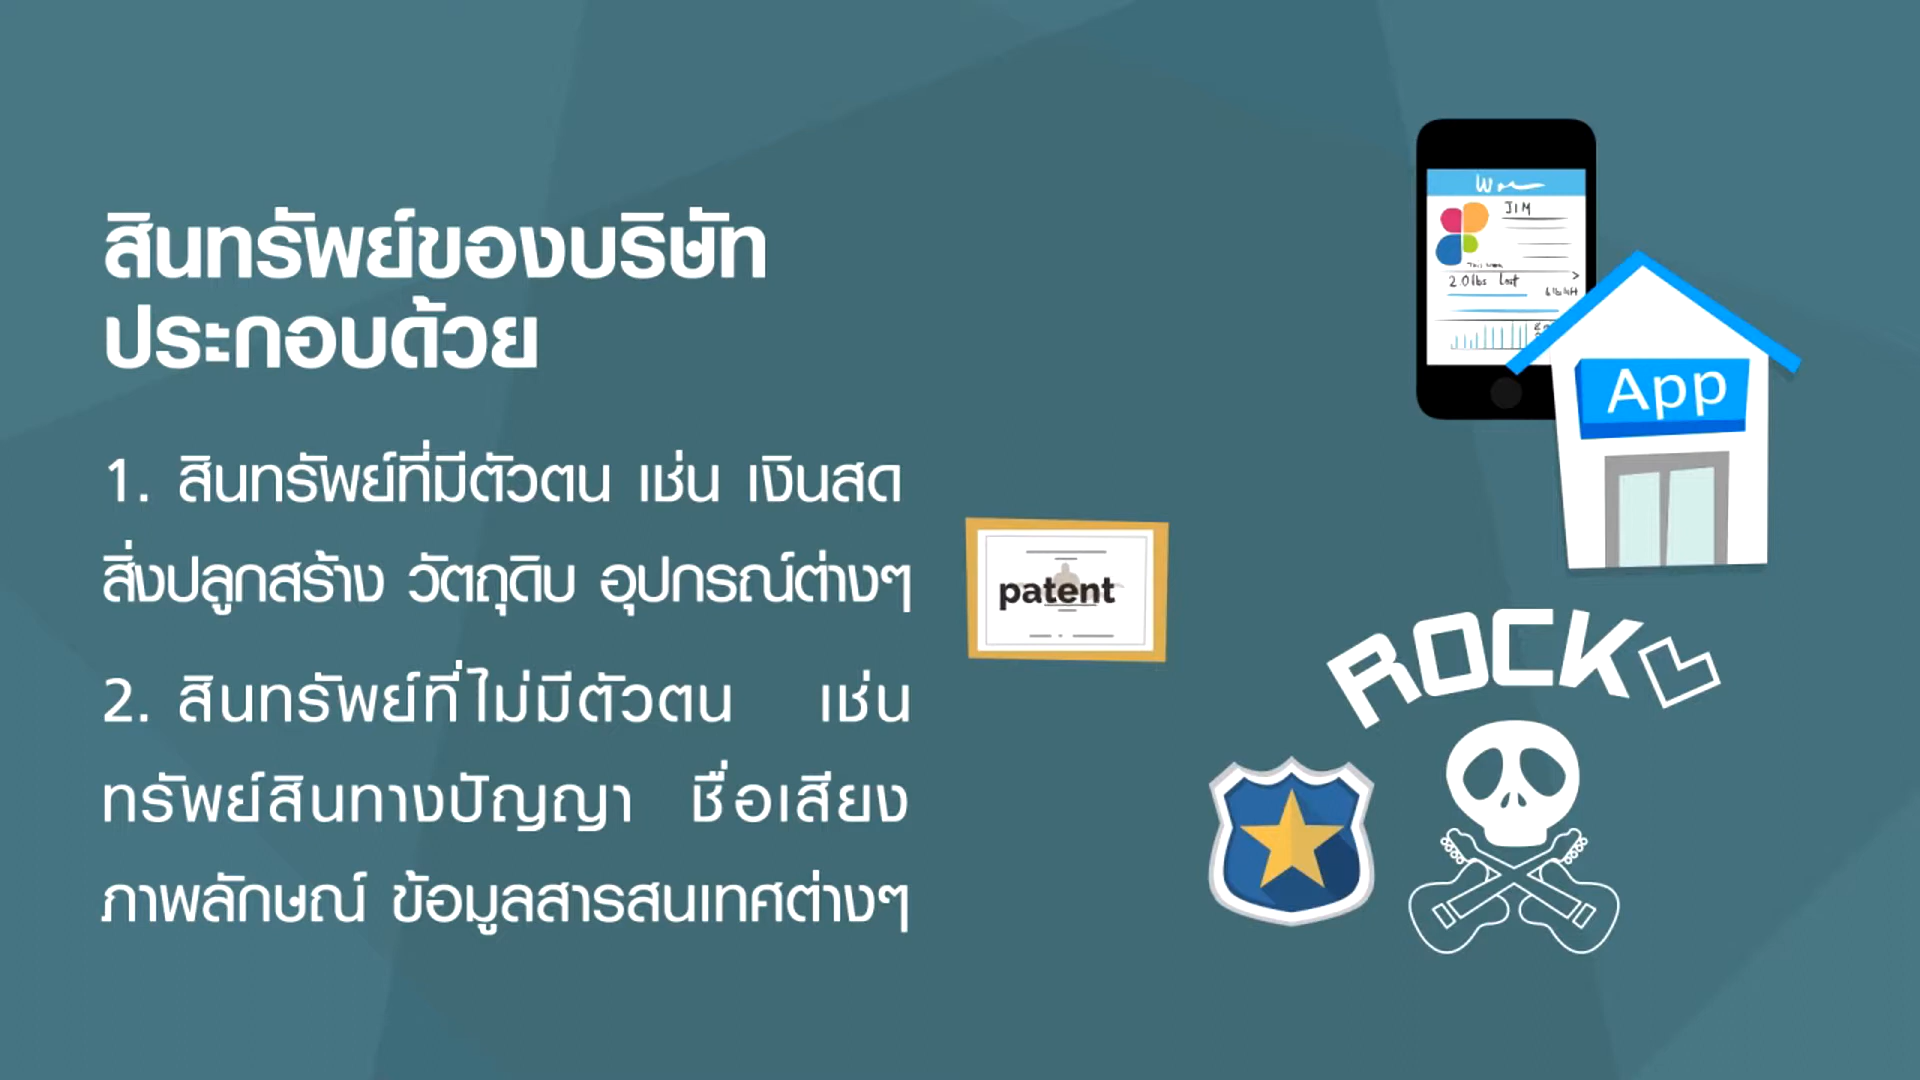 สินทรัพย์ของบริษัท
ประกอบด้วย
1. สินทรัพย์ที่มีตัวตน เช่น เงินสด
สิ่งปลูกสร้าง วัตถุดิบ อุปกรณ์ต่างๆ
2. สินทรัพย์ที่ไม่มีตัวตน เช่น
ทรัพย์สินทางปัญญา ชื่อเสียง
ภาพลักษณ์ ข้อมูลสารสนเทศต่างๆ
patent
JIM
This week
2.0lbs Lost
App
ROCK